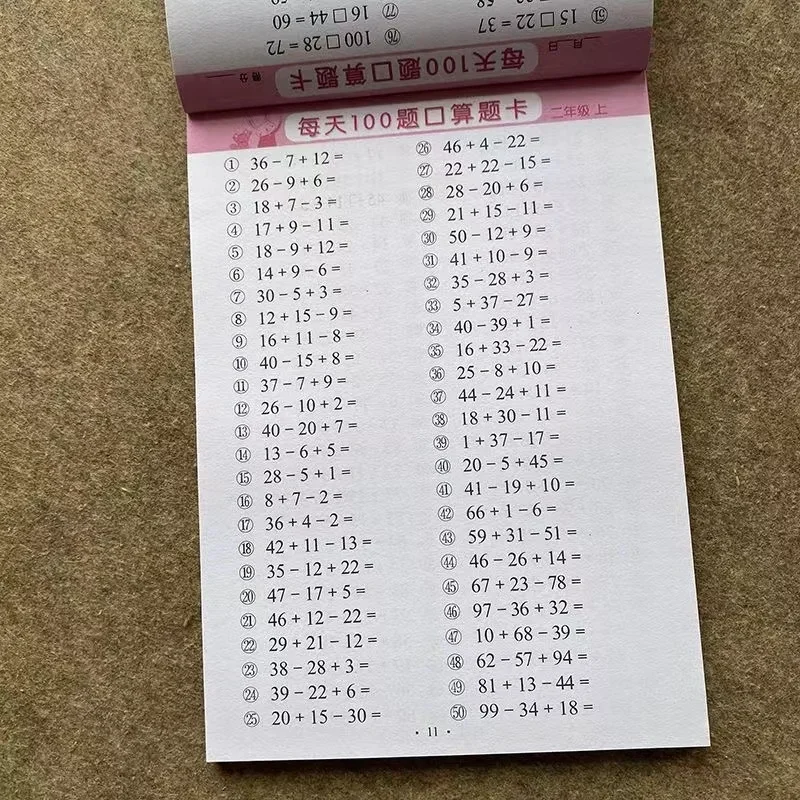 ㊿+1 15 □ 22 = 37
76 100 □ 28 = 72
77 16 □ 44 = 60
月 日
得分
每天100题口算题卡
每天100题口算题卡 二年级 上
① 36 − 7 + 12 =
② 26 − 9 + 6 =
③ 18 + 7 − 3 =
④ 17 + 9 − 11 =
⑤ 18 − 9 + 12 =
⑥ 14 + 9 − 6 =
⑦ 30 − 5 + 3 =
⑧ 12 + 15 − 9 =
⑨ 16 + 11 − 8 =
⑩ 40 − 15 + 8 =
⑪ 37 − 7 + 9 =
⑫ 26 − 10 + 2 =
⑬ 40 − 20 + 7 =
⑭ 13 − 6 + 5 =
⑮ 28 − 5 + 1 =
⑯ 8 + 7 − 2 =
⑰ 36 + 4 − 2 =
⑱ 42 + 11 − 13 =
⑲ 35 − 12 + 22 =
⑳ 47 − 17 + 5 =
㉑ 46 + 12 − 22 =
㉒ 29 + 21 − 12 =
㉓ 38 − 28 + 3 =
㉔ 39 − 22 + 6 =
㉕ 20 + 15 − 30 =
㉖ 46 + 4 − 22 =
㉗ 22 + 22 − 15 =
㉘ 28 − 20 + 6 =
㉙ 21 + 15 − 11 =
㉚ 50 − 12 + 9 =
㉛ 41 + 10 − 9 =
㉜ 35 − 28 + 3 =
㉝ 5 + 37 − 27 =
㉞ 40 − 39 + 1 =
㉟ 16 + 33 − 22 =
㊱ 25 − 8 + 10 =
㊲ 44 − 24 + 11 =
㊳ 18 + 30 − 11 =
㊴ 1 + 37 − 17 =
㊵ 20 − 5 + 45 =
㊶ 41 − 19 + 10 =
㊷ 66 + 1 − 6 =
㊸ 59 + 31 − 51 =
㊹ 46 − 26 + 14 =
㊺ 67 + 23 − 78 =
㊻ 97 − 36 + 32 =
㊼ 10 + 68 − 39 =
㊽ 62 − 57 + 94 =
㊾ 81 + 13 − 44 =
㊿ 99 − 34 + 18 =
· 11 ·